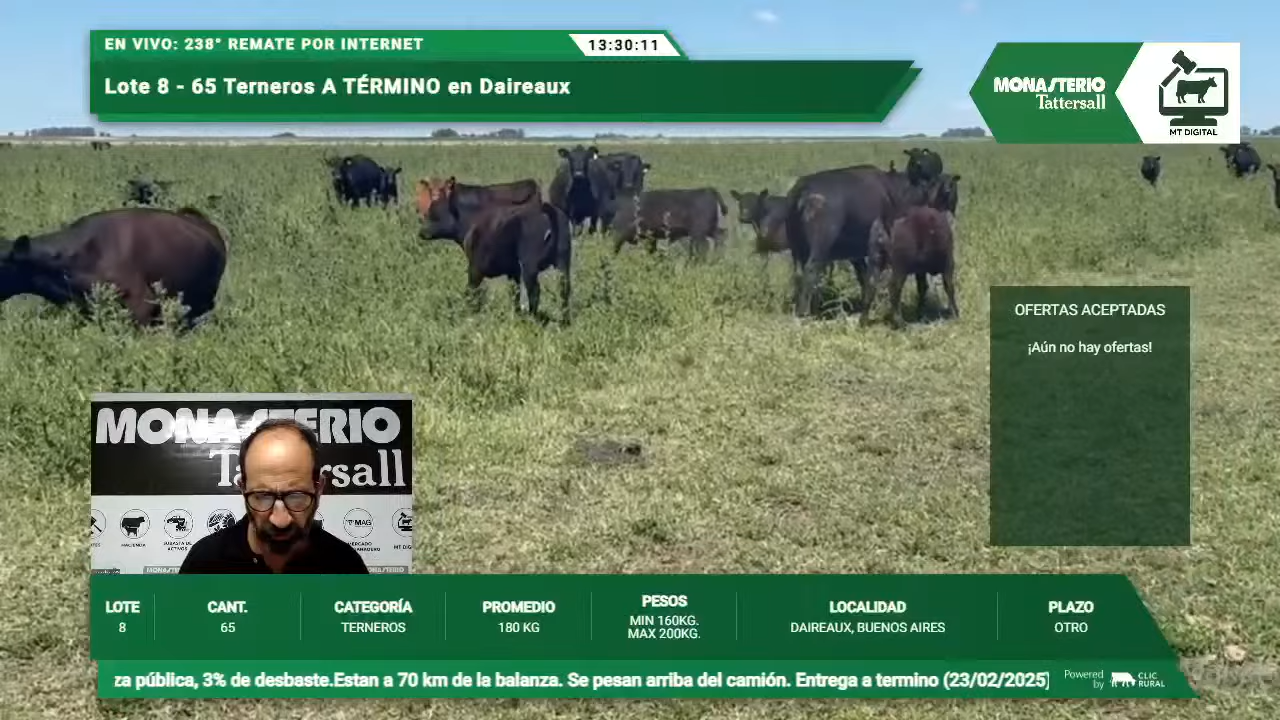 EN VIVO: 238° REMATE POR INTERNET
13:30:11
Lote 8 - 65 Terneros A TÉRMINO en Daireaux
MONASTERIO
Tattersall
MT DIGITAL
OFERTAS ACEPTADAS
¡Aún no hay ofertas!
MONASTERIO
Tattersall
HACIENDA
LOTE
8
CANT.
65
CATEGORÍA
TERNEROS
PROMEDIO
180 KG
PESOS
MIN 160KG.
MAX 200KG.
LOCALIDAD
DAIREAUX, BUENOS AIRES
PLAZO
OTRO
za pública, 3% de desbaste.Estan a 70 km de la balanza. Se pesan arriba del camión. Entrega a termino (23/02/2025)
Powered
by
CLIC
RURAL